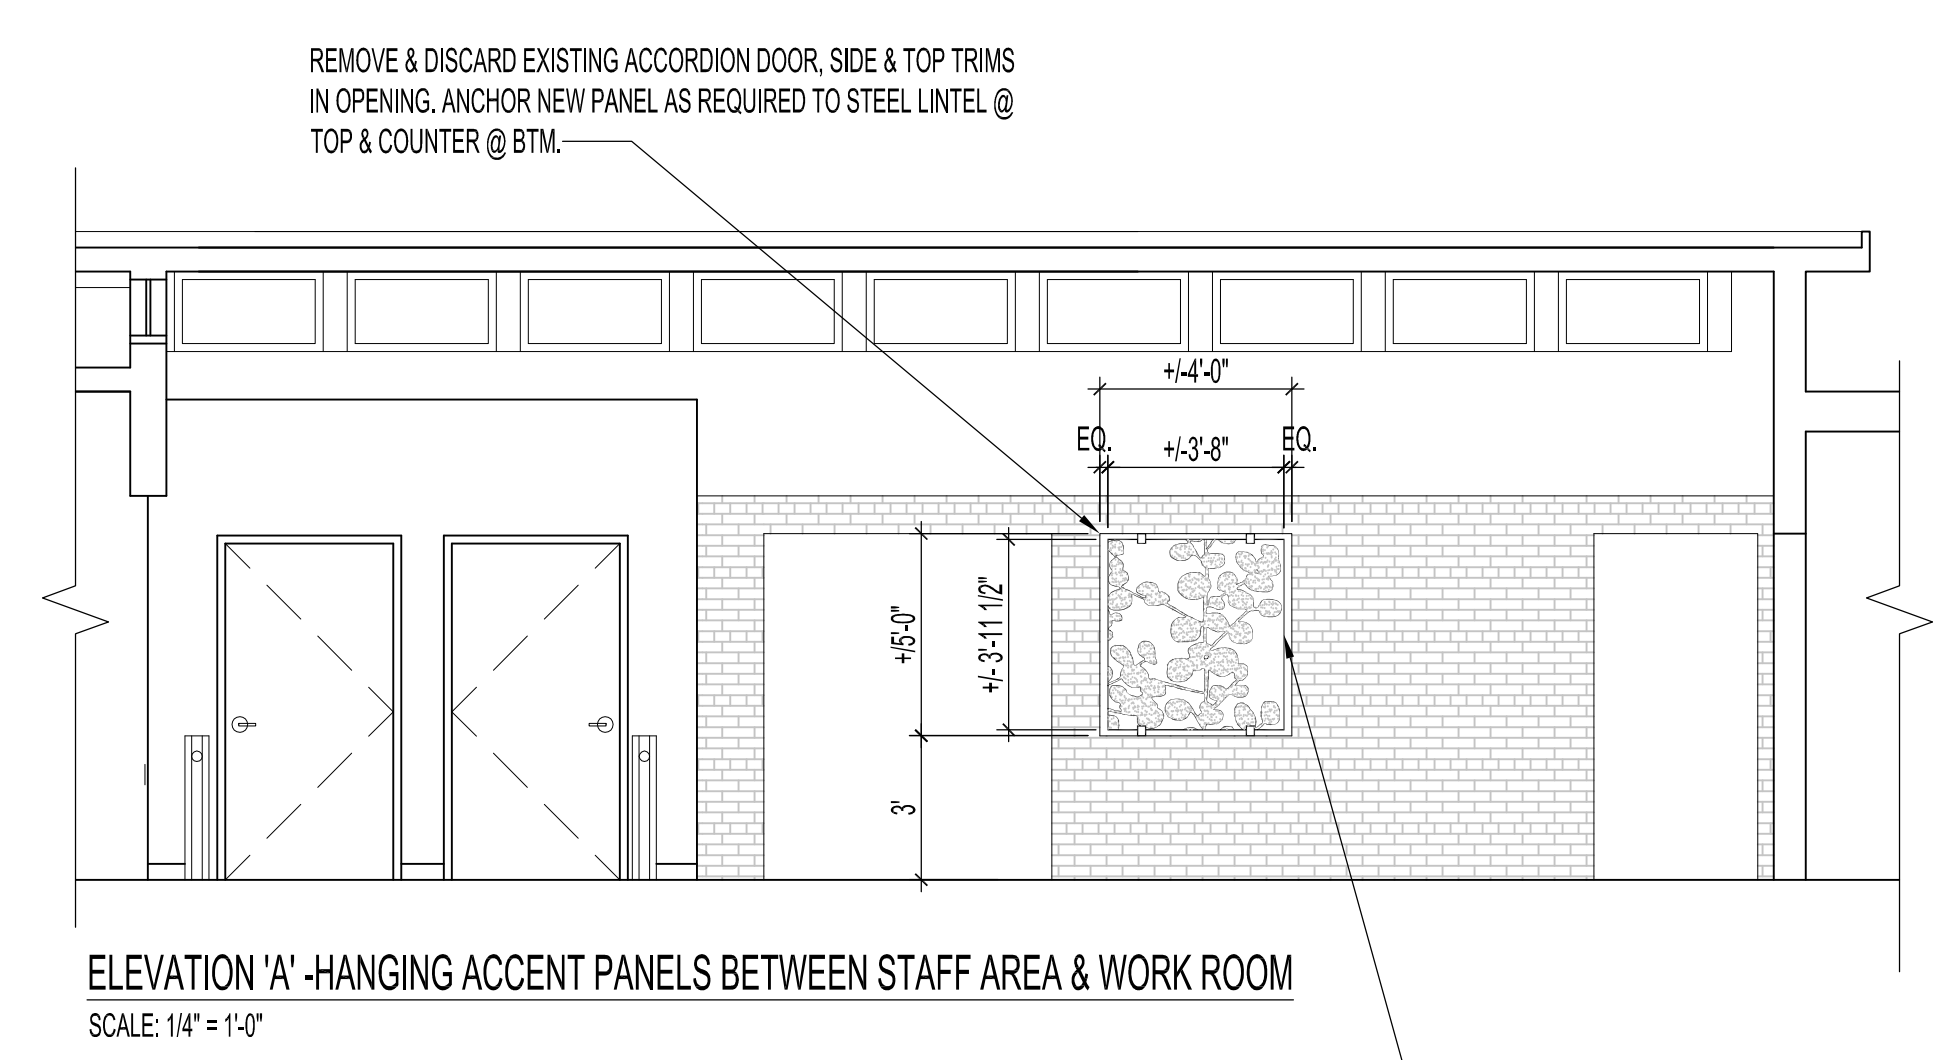 REMOVE & DISCARD EXISTING ACCORDION DOOR, SIDE & TOP TRIMS
IN OPENING. ANCHOR NEW PANEL AS REQUIRED TO STEEL LINTEL @
TOP & COUNTER @ BTM.
+/-4'-0"
EQ.
+/-3'-8"
EQ.
+/5'-0"
+/- 3'-11 1/2"
3'
ELEVATION 'A' -HANGING ACCENT PANELS BETWEEN STAFF AREA & WORK ROOM
SCALE: 1/4" = 1'-0"